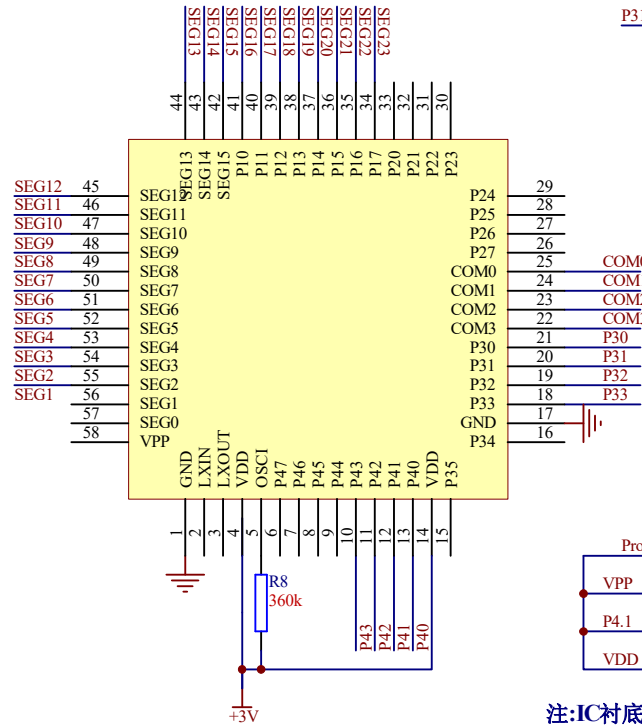 SEG13
SEG14
SEG15
SEG16
SEG17
SEG18
SEG19
SEG20
SEG21
SEG22
SEG23
P31
44
43
42
41
40
39
38
37
36
35
34
33
32
31
30
SEG13
SEG14
SEG15
P10
P11
P12
P13
P14
P15
P16
P17
P20
P21
P22
P23
SEG12 45 SEG12
SEG11 46 SEG11
SEG10 47 SEG10
SEG9 48 SEG9
SEG8 49 SEG8
SEG7 50 SEG7
SEG6 51 SEG6
SEG5 52 SEG5
SEG4 53 SEG4
SEG3 54 SEG3
SEG2 55 SEG2
SEG1 56 SEG1
57 SEG0
58 VPP
P24 29
P25 28
P26 27
P27 26
COM0 25 COM0
COM1 24 COM1
COM2 23 COM2
COM3 22 COM3
P30 21 P30
P31 20 P31
P32 19 P32
P33 18 P33
GND 17
P34 16
GND
LXIN
LXOUT
VDD
OSCI
P47
P46
P45
P44
P43
P42
P41
P40
VDD
P35
1
2
3
4
5
6
7
8
9
10
11
12
13
14
15
R8
360k
P43
P42
P41
P40
+3V
Pro
VPP
P4.1
VDD
注:IC衬底